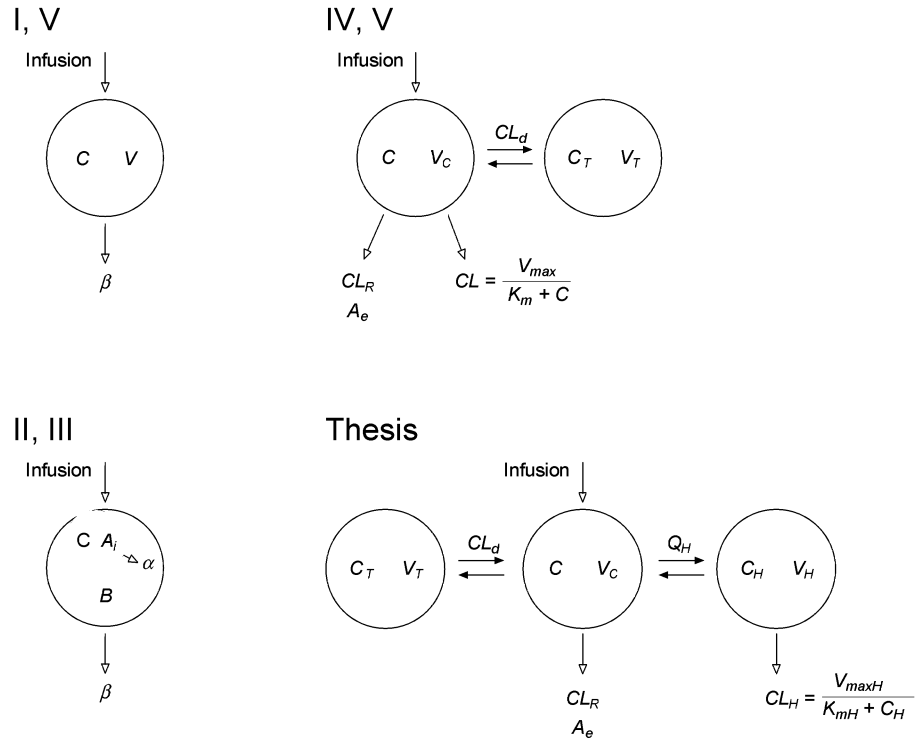 I, V
Infusion
C V
β
IV, V
Infusion
C V_C
CL_d
C_T V_T
CL_R
A_e
CL = V_max / K_m + C
II, III
Infusion
C A_i
α
B
β
Thesis
Infusion
C_T V_T
CL_d
C V_C
Q_H
C_H V_H
CL_R
A_e
CL_H = V_maxH / K_mH + C_H